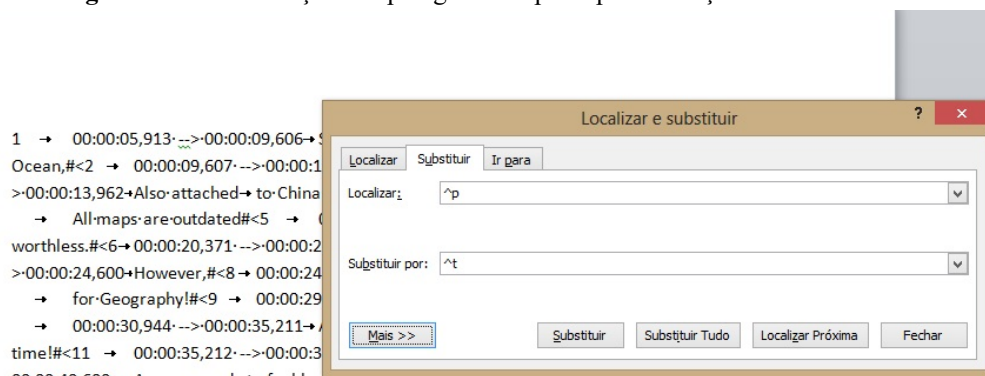 Localizar e substituir
? ×
1 → 00:00:05,913·-->·00:00:09,606→
Ocean,#<2 → 00:00:09,607·-->·00:1
>·00:00:13,962→Also·attached→to·China
→ All·maps·are·outdated#<5 →
worthless.#<6→00:00:20,371·-->·00:00:2
>·00:00:24,600→However,#<8→00:00:24
→ for·Geography!#<9 → 00:00:29
→ 00:00:30,944·-->·00:00:35,211→
time!#<11 → 00:00:35,212·-->·00:00:3
Localizar Substituir Ir para
Localizar: ^p
Substituir por: ^t
Mais >> Substituir Substituir Tudo Localizar Próxima Fechar